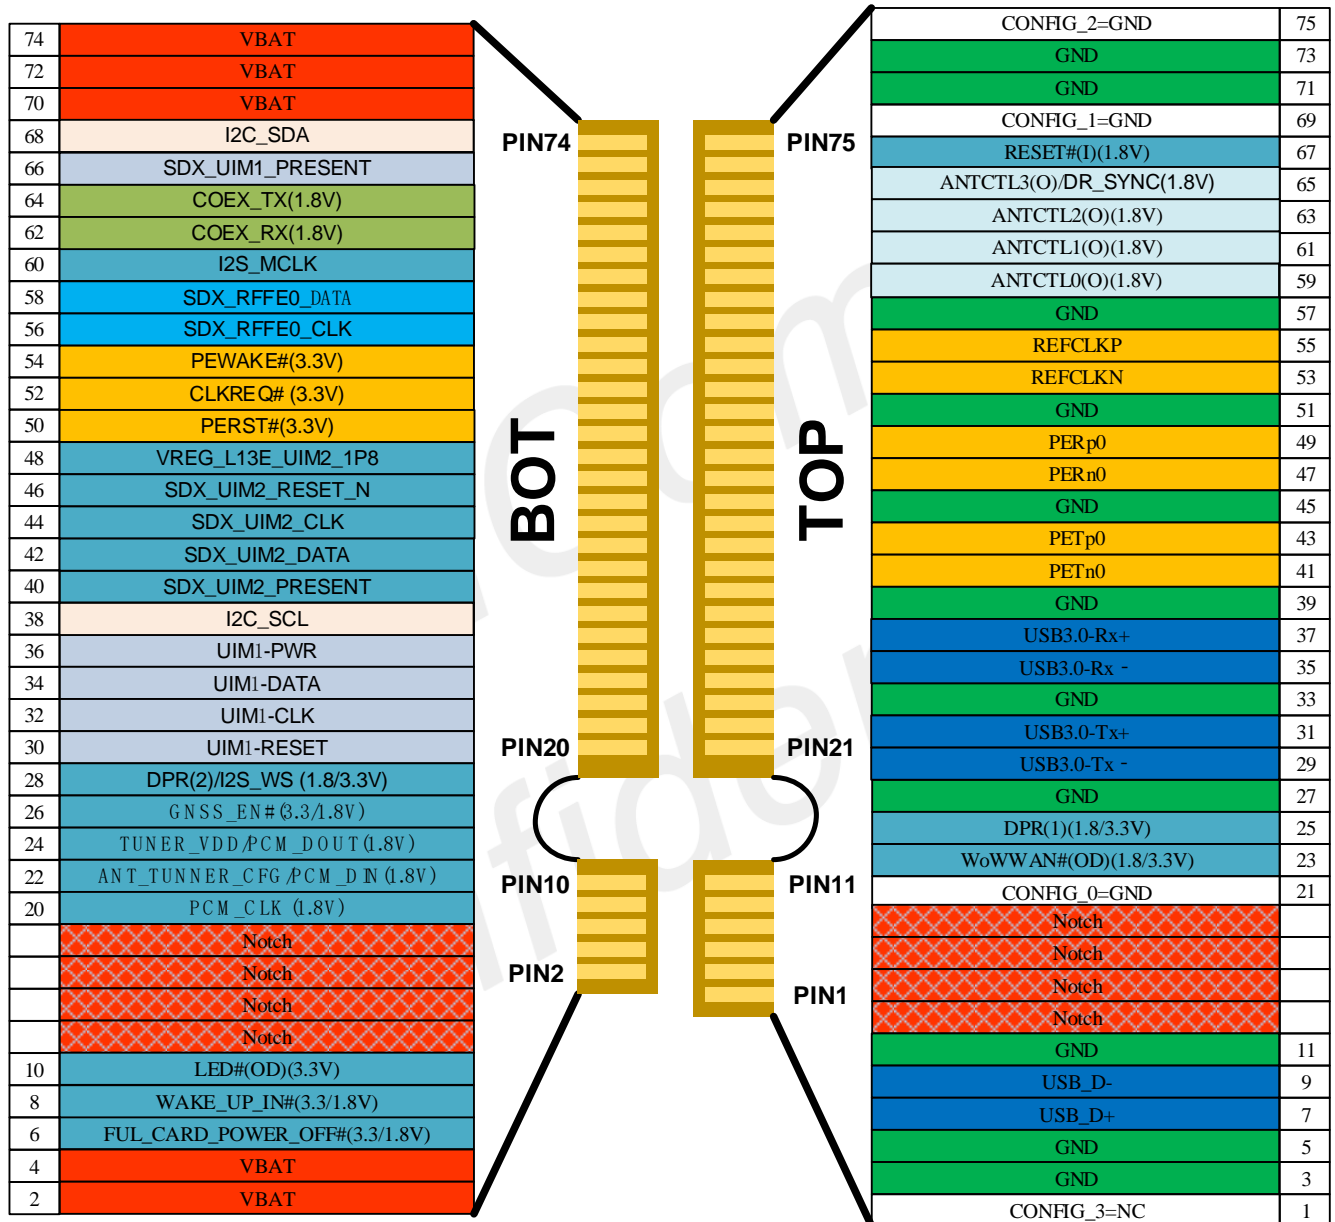 74 VBAT
72 VBAT
70 VBAT
68 I2C_SDA
66 SDX_UIM1_PRESENT
64 COEX_TX(1.8V)
62 COEX_RX(1.8V)
60 I2S_MCLK
58 SDX_RFFE0_DATA
56 SDX_RFFE0_CLK
54 PEWAKE#(3.3V)
52 CLKREQ# (3.3V)
50 PERST#(3.3V)
48 VREG_L13E_UIM2_1P8
46 SDX_UIM2_RESET_N
44 SDX_UIM2_CLK
42 SDX_UIM2_DATA
40 SDX_UIM2_PRESENT
38 I2C_SCL
36 UIM1-PWR
34 UIM1-DATA
32 UIM1-CLK
30 UIM1-RESET
28 DPR(2)/I2S_WS (1.8/3.3V)
26 GNSS_EN#(3.3/1.8V)
24 TUNER_VDD/PCM_DOUT(1.8V)
22 ANT_TUNNER_CFG/PCM_DIN(1.8V)
20 PCM_CLK(1.8V)
Notch
Notch
Notch
Notch
10 LED#(OD)(3.3V)
8 WAKE_UP_IN#(3.3/1.8V)
6 FUL_CARD_POWER_OFF#(3.3/1.8V)
4 VBAT
2 VBAT
PIN74
BOT
PIN20
PIN10
PIN2
PIN75
TOP
PIN21
PIN11
PIN1
CONFIG_2=GND 75
GND 73
GND 71
CONFIG_1=GND 69
RESET#(I)(1.8V) 67
ANTCTL3(O)/DR_SYNC(1.8V) 65
ANTCTL2(O)(1.8V) 63
ANTCTL1(O)(1.8V) 61
ANTCTL0(O)(1.8V) 59
GND 57
REFCLKP 55
REFCLKN 53
GND 51
PERp0 49
PERn0 47
GND 45
PETp0 43
PETn0 41
GND 39
USB3.0-Rx+ 37
USB3.0-Rx - 35
GND 33
USB3.0-Tx+ 31
USB3.0-Tx - 29
GND 27
DPR(1)(1.8/3.3V) 25
WoWWAN#(OD)(1.8/3.3V) 23
CONFIG_0=GND 21
Notch
Notch
Notch
Notch
GND 11
USB_D- 9
USB_D+ 7
GND 5
GND 3
CONFIG_3=NC 1